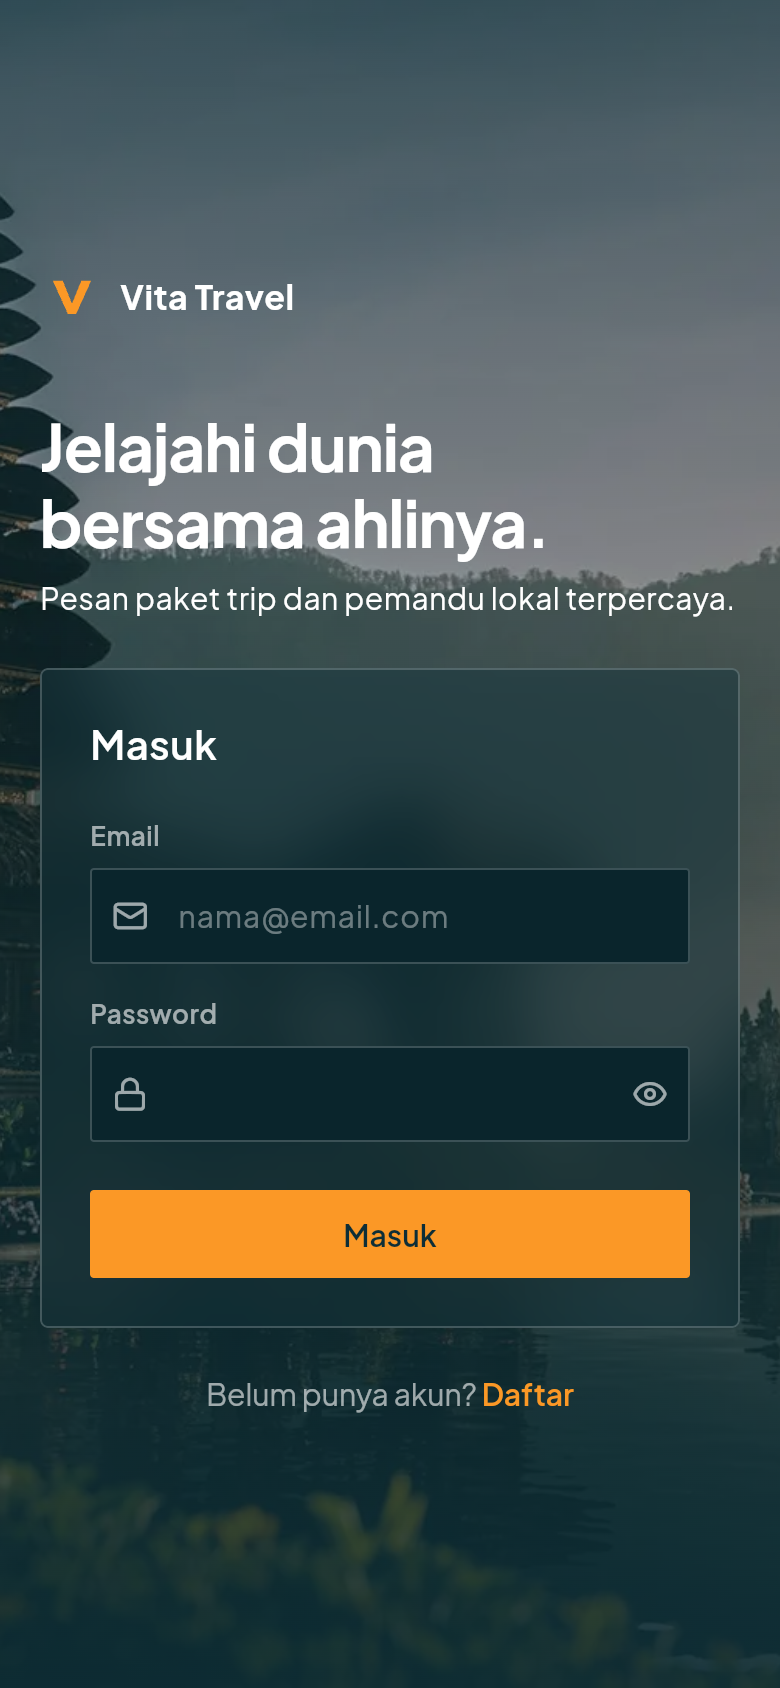 V Vita Travel
Jelajahi dunia
bersama ahlinya.
Pesan paket trip dan pemandu lokal terpercaya.
Masuk
Email
nama@email.com
Password
Masuk
Belum punya akun? Daftar